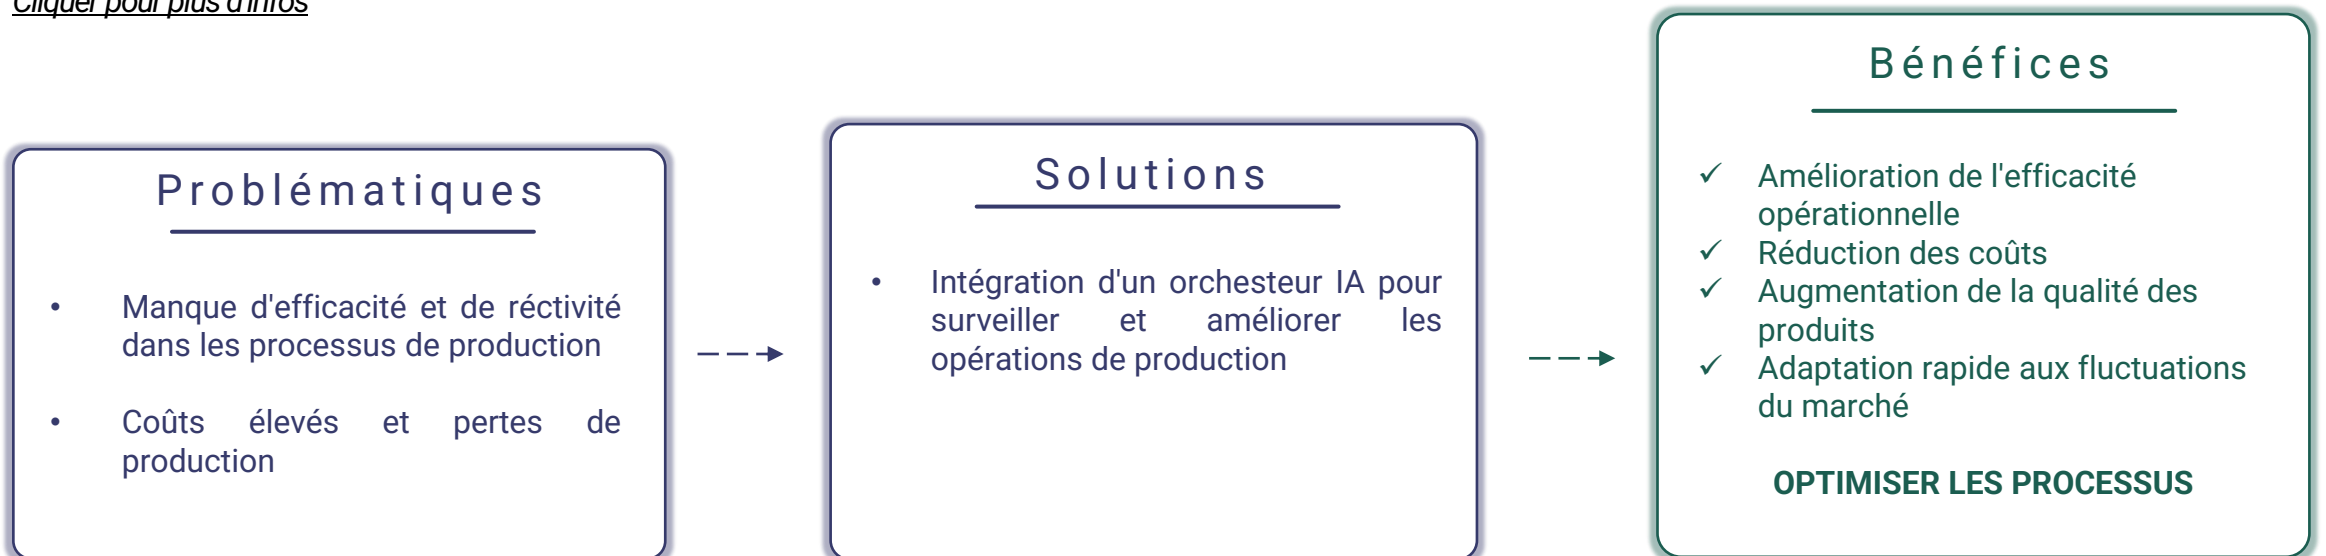 Cliquer pour plus d'infos
Problématiques
Manque d'efficacité et de réctivité
dans les processus de production
Coûts élevés et pertes de
production
Solutions
Intégration d'un orchesteur IA pour
surveiller et améliorer les
opérations de production
Bénéfices
✓ Amélioration de l'efficacité
opérationnelle
✓ Réduction des coûts
✓ Augmentation de la qualité des
produits
✓ Adaptation rapide aux fluctuations
du marché
OPTIMISER LES PROCESSUS